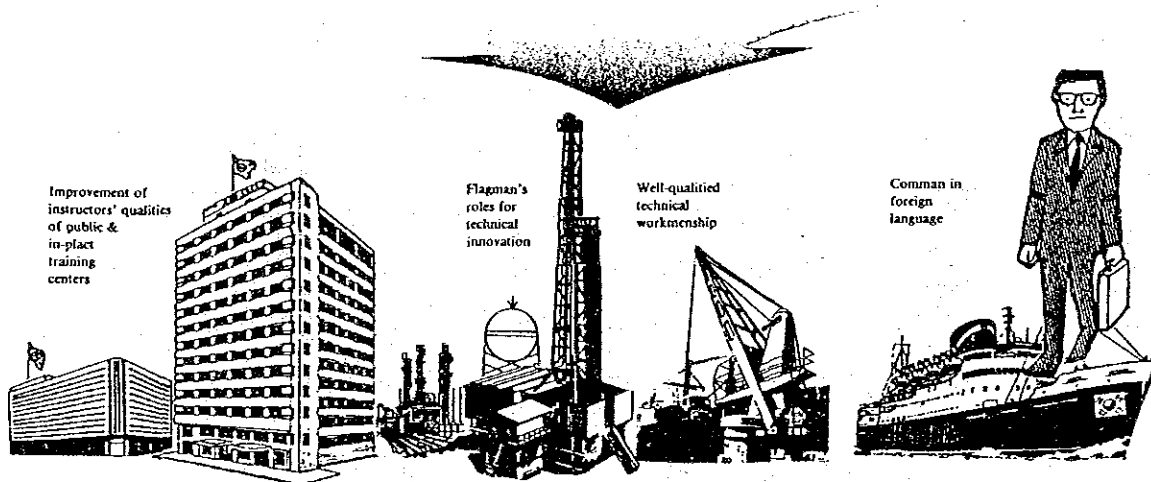 Improvement of
instructors' qualities
of public &
in-plact
training
centers
Flagman's
roles for
technical
innovation
Well-qualitied
technical
workmenship
Comman in
foreign
language